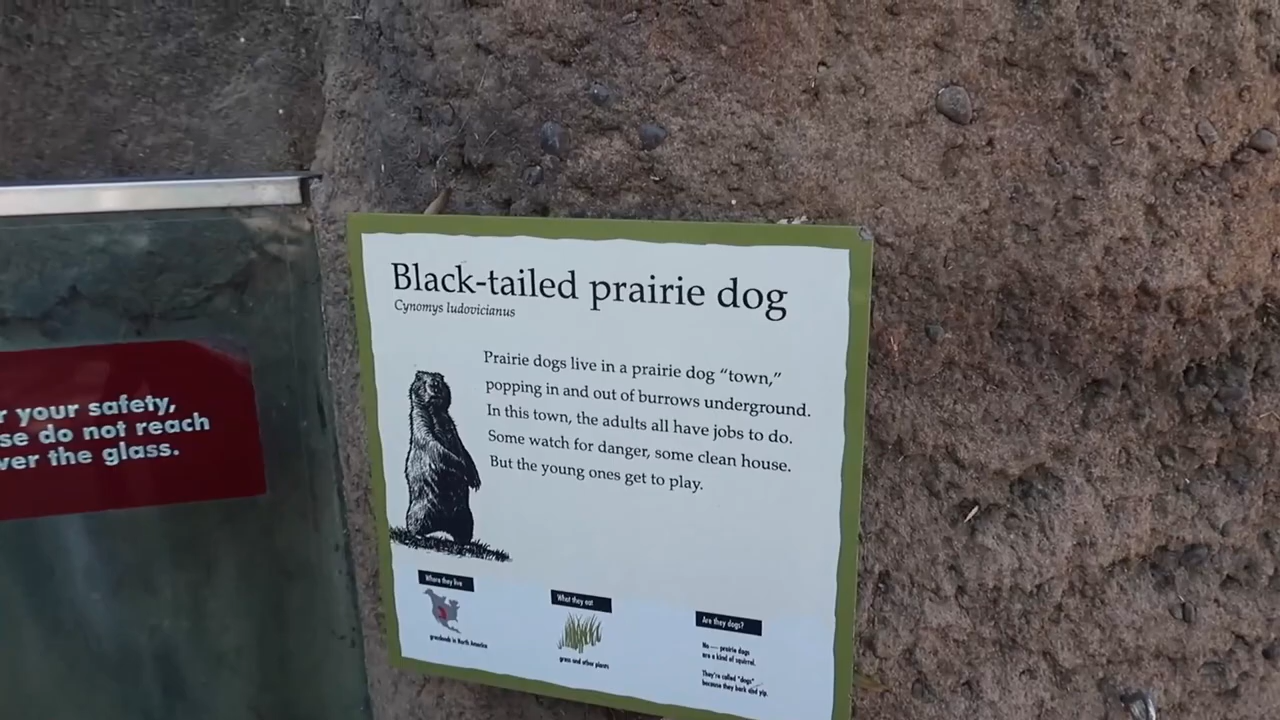 r your safety,
se do not reach
ver the glass.
Black-tailed prairie dog
Cynomys ludovicianus
Prairie dogs live in a prairie dog “town,”
popping in and out of burrows underground.
In this town, the adults all have jobs to do.
Some watch for danger, some clean house.
But the young ones get to play.
Where they live
grasslands in North America
What they eat
grass and other plants
Are they dogs?
No — prairie dogs
are a kind of squirrel.
They're called "dogs"
because they bark and yip.